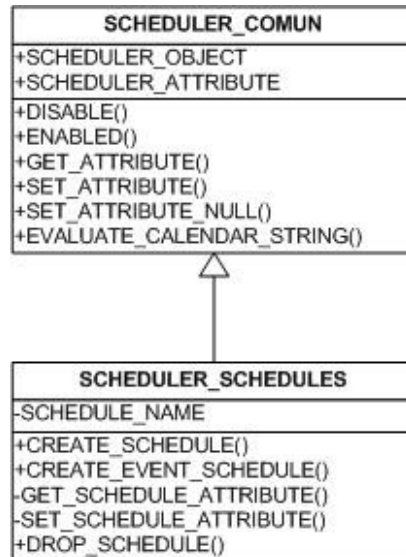 SCHEDULER_COMUN
+SCHEDULER_OBJECT
+SCHEDULER_ATTRIBUTE
+DISABLE()
+ENABLED()
+GET_ATTRIBUTE()
+SET_ATTRIBUTE()
+SET_ATTRIBUTE_NULL()
+EVALUATE_CALENDAR_STRING()
SCHEDULER_SCHEDULES
-SCHEDULE_NAME
+CREATE_SCHEDULE()
+CREATE_EVENT_SCHEDULE()
-GET_SCHEDULE_ATTRIBUTE()
-SET_SCHEDULE_ATTRIBUTE()
+DROP_SCHEDULE()